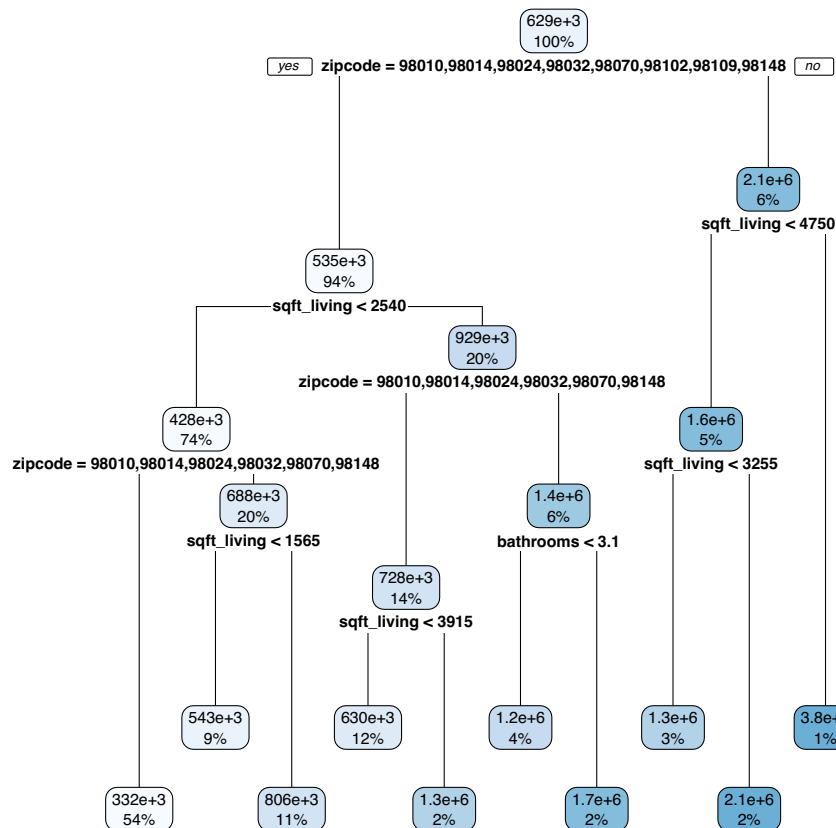 629e+3
100%
yes
zipcode = 98010,98014,98024,98032,98070,98102,98109,98148
no
2.1e+6
6%
sqft_living < 4750
535e+3
94%
sqft_living < 2540
929e+3
20%
zipcode = 98010,98014,98024,98032,98070,98148
428e+3
74%
zipcode = 98010,98014,98024,98032,98070,98148
1.6e+6
5%
sqft_living < 3255
688e+3
20%
sqft_living < 1565
1.4e+6
6%
bathrooms < 3.1
728e+3
14%
sqft_living < 3915
543e+3
9%
630e+3
12%
1.2e+6
4%
1.3e+6
3%
3.8e+
1%
332e+3
54%
806e+3
11%
1.3e+6
2%
1.7e+6
2%
2.1e+6
2%